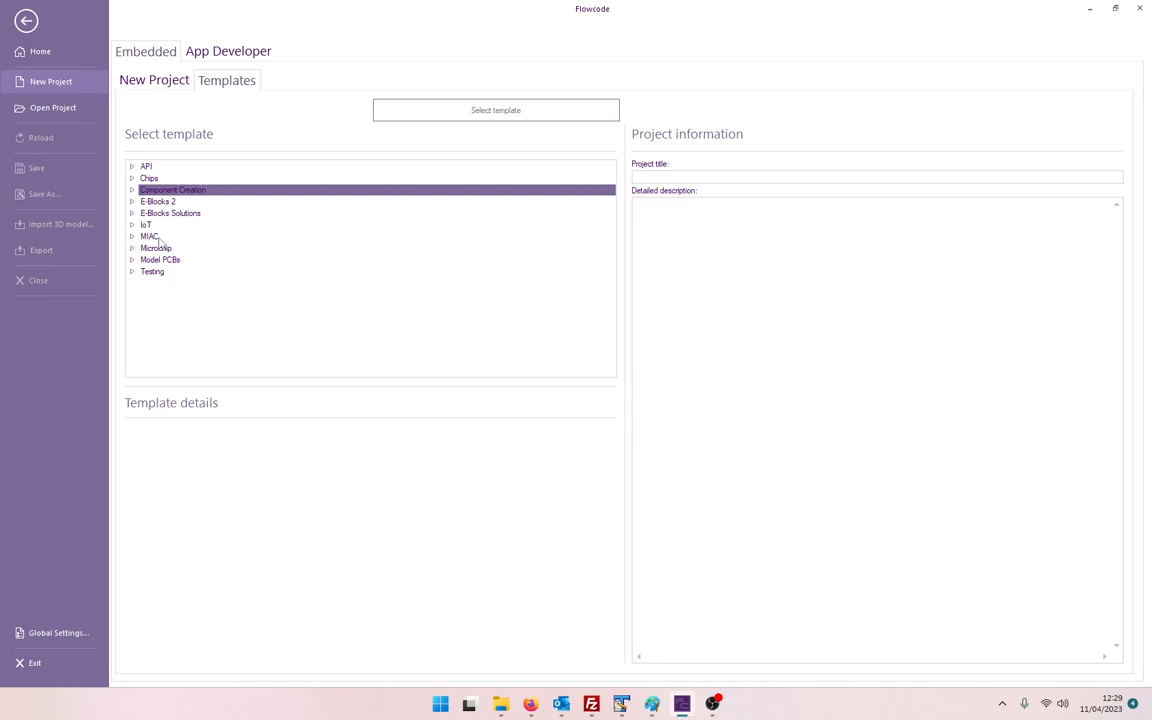 Flowcode
Home
New Project
Open Project
Reload
Save
Save As...
Import 3D model...
Export
Close
Global Settings...
Exit
Embedded
App Developer
New Project
Templates
Select template
Select template
API
Chips
Component Creation
E-Blocks 2
E-Blocks Solutions
IoT
MIAC
Microchip
Model PCBs
Testing
Template details
Project information
Project title:
Detailed description:
12:29
11/04/2023
4